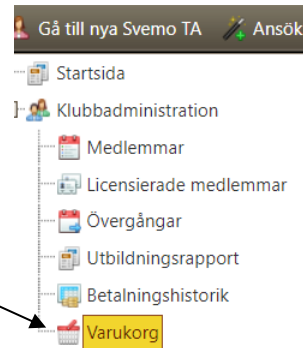 Gå till nya Svemo TA Ansök
Startsida
Klubbadministration
Medlemmar
Licensierade medlemmar
Övergångar
Utbildningsrapport
Betalningshistorik
Varukorg